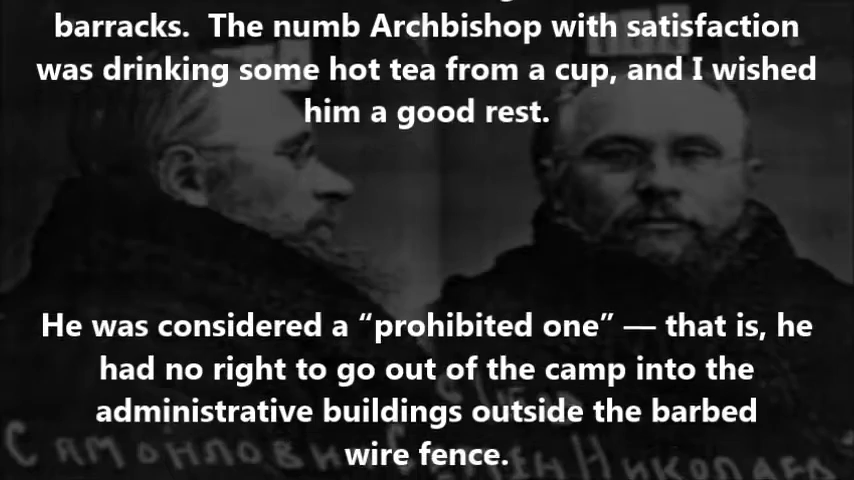 barracks. The numb Archbishop with satisfaction
was drinking some hot tea from a cup, and I wished
him a good rest.
He was considered a “prohibited one” — that is, he
had no right to go out of the camp into the
administrative buildings outside the barbed
wire fence.